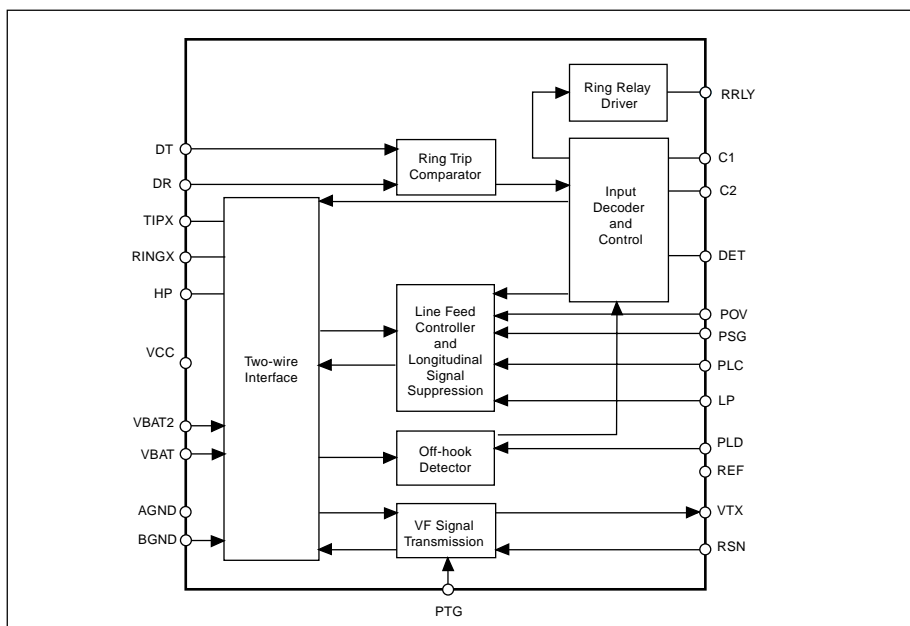 Ring Relay
Driver
RRLY
DT
Ring Trip
Comparator
C1
DR
Input
Decoder
and
Control
C2
TIPX
RINGX
DET
HP
Line Feed
Controller
and
Longitudinal
Signal
Suppression
POV
PSG
VCC
Two-wire
Interface
PLC
LP
VBAT2
VBAT
Off-hook
Detector
PLD
REF
AGND
VF Signal
Transmission
VTX
BGND
RSN
PTG